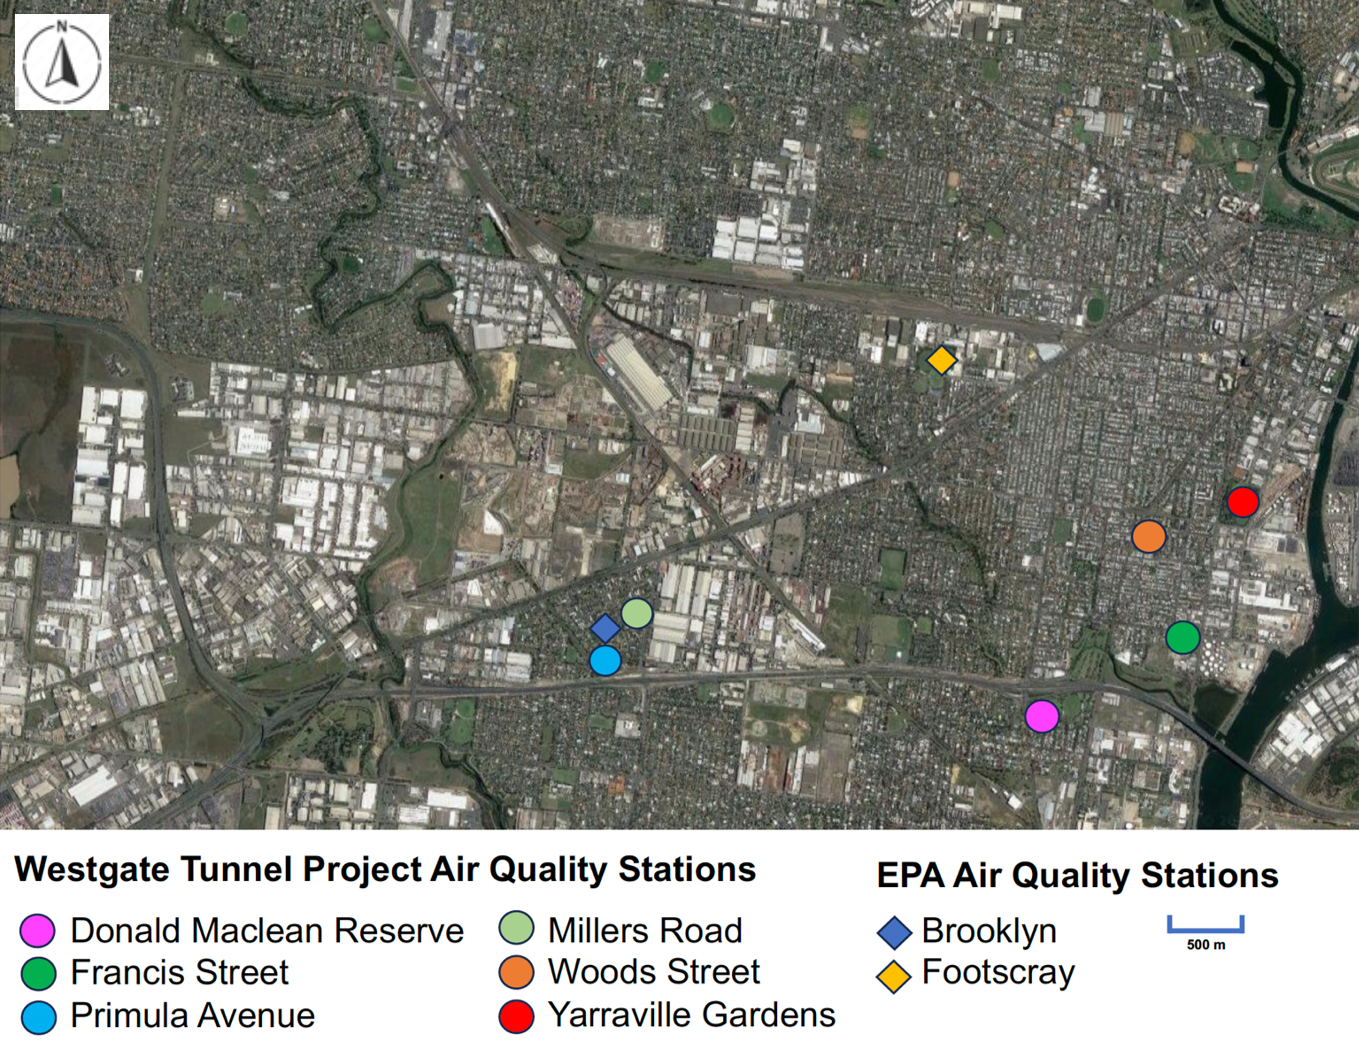 N
Westgate Tunnel Project Air Quality Stations
Donald Maclean Reserve
Francis Street
Primula Avenue
Millers Road
Woods Street
Yarraville Gardens
EPA Air Quality Stations
Brooklyn
Footscray
500 m